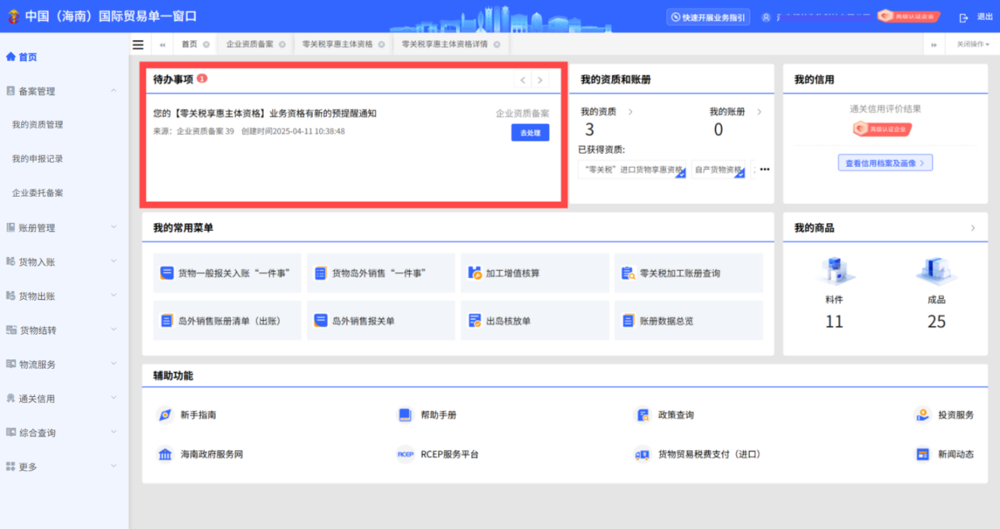 中国（海南）国际贸易单一窗口
快速开展业务指引
高级认证企业
退出
首页
企业资质备案
零关税享惠主体资格
零关税享惠主体资格详情
关闭操作
首页
备案管理
我的资质管理
我的申报记录
企业委托备案
账册管理
货物入账
货物出账
货物结转
物流服务
通关信用
综合查询
更多
待办事项 1
您的【零关税享惠主体资格】业务资格有新的预提醒通知
企业资质备案
来源：企业资质备案 39 创建时间2025-04-11 10:38:48
去处理
我的资质和账册
我的资质
我的账册
3
0
已获得资质:
“零关税”进口货物享惠资格
自产货物资格
我的信用
通关信用评价结果
高级认证企业
查看信用档案及画像
我的常用菜单
货物一般报关入账“一件事”
货物岛外销售“一件事”
加工增值核算
零关税加工账册查询
岛外销售账册清单（出账）
岛外销售报关单
出岛核放单
账册数据总览
我的商品
料件
成品
11
25
辅助功能
新手指南
帮助手册
政策查询
投资服务
海南政府服务网
RCEP
RCEP服务平台
货物贸易税费支付（进口）
新闻动态